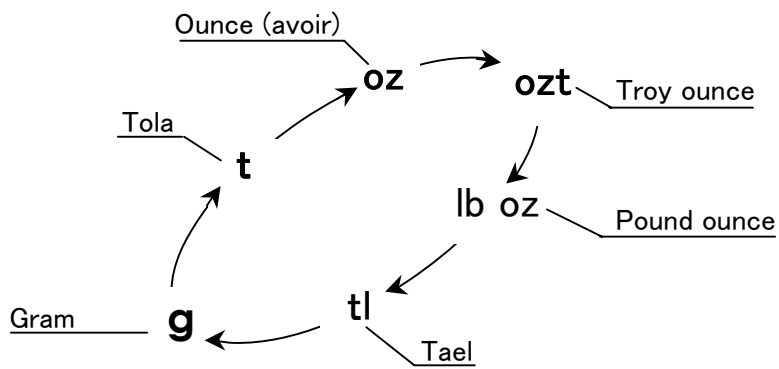 Ounce (avoir)
oz
ozt
Troy ounce
Tola
t
lb oz
Pound ounce
tl
Tael
g
Gram